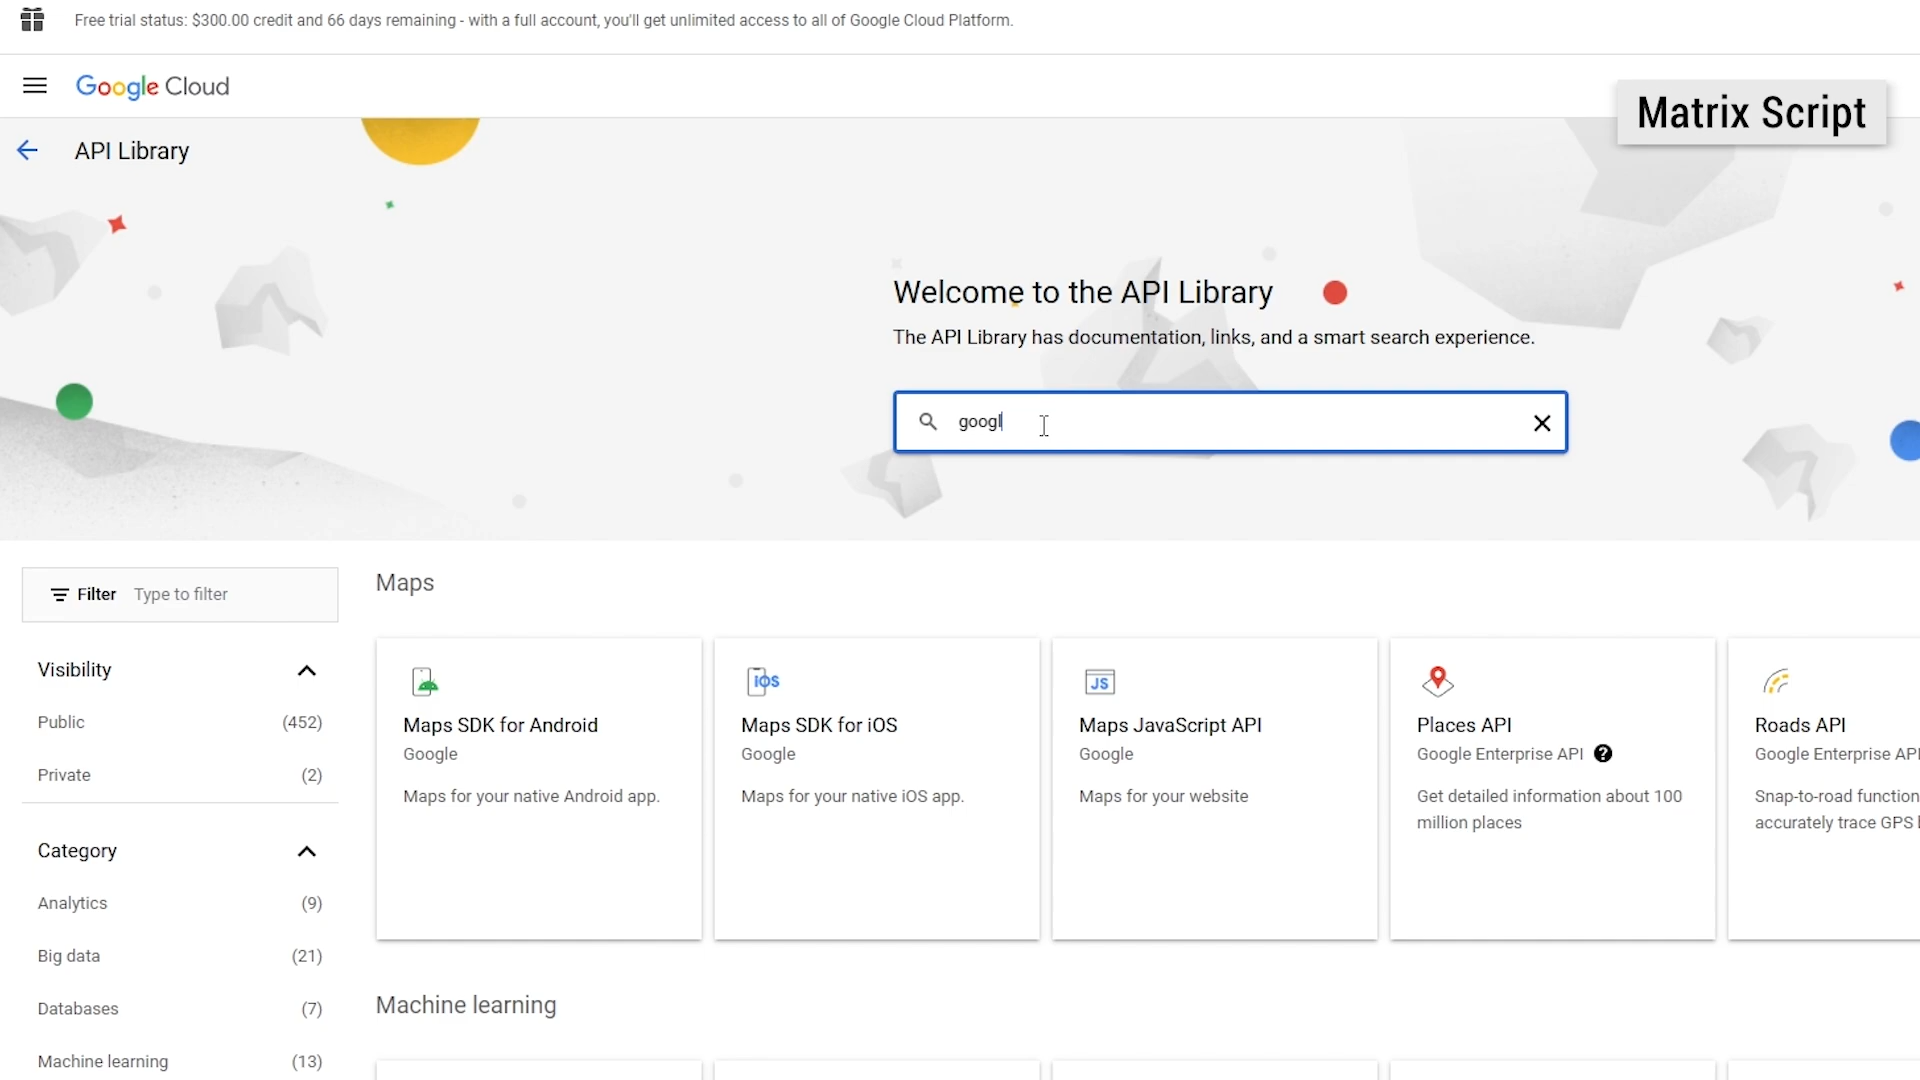 Free trial status: $300.00 credit and 66 days remaining - with a full account, you'll get unlimited access to all of Google Cloud Platform.
Google Cloud
Matrix Script
API Library
Welcome to the API Library
The API Library has documentation, links, and a smart search experience.
googl
Filter Type to filter
Visibility
Public (452)
Private (2)
Category
Analytics (9)
Big data (21)
Databases (7)
Machine learning (13)
Maps
Maps SDK for Android
Google
Maps for your native Android app.
iOS
Maps SDK for iOS
Google
Maps for your native iOS app.
JS
Maps JavaScript API
Google
Maps for your website
Places API
Google Enterprise API ?
Get detailed information about 100
million places
Roads API
Google Enterprise API
Snap-to-road function
accurately trace GPS
Machine learning